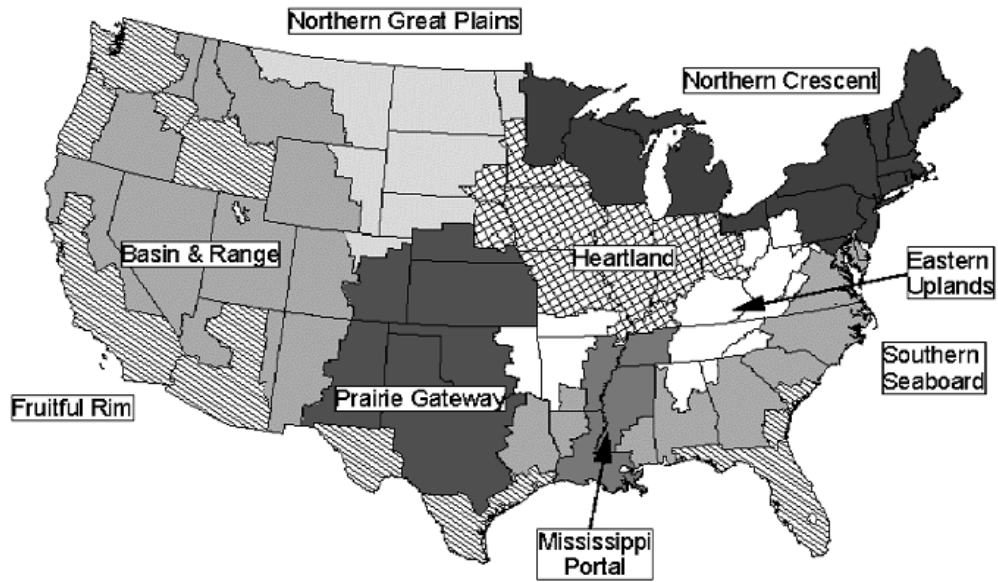 Northern Great Plains
Northern Crescent
Basin & Range
Heartland
Eastern
Uplands
Southern
Seaboard
Fruitful Rim
Prairie Gateway
Mississippi
Portal